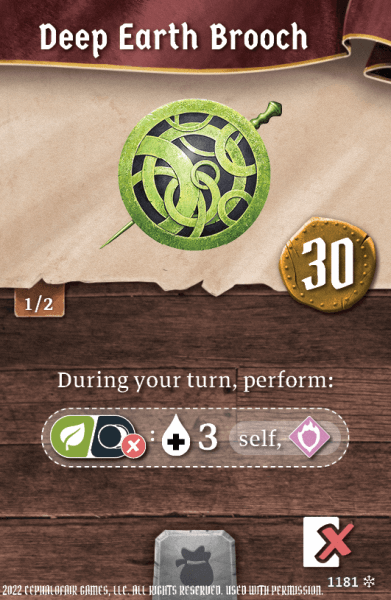 Deep Earth Brooch
30
1/2
During your turn, perform:
: 3 self,
1181
2022 CEPHALOFAIR GAMES, LLC. ALL RIGHTS RESERVED. USED WITH PERMISSION.